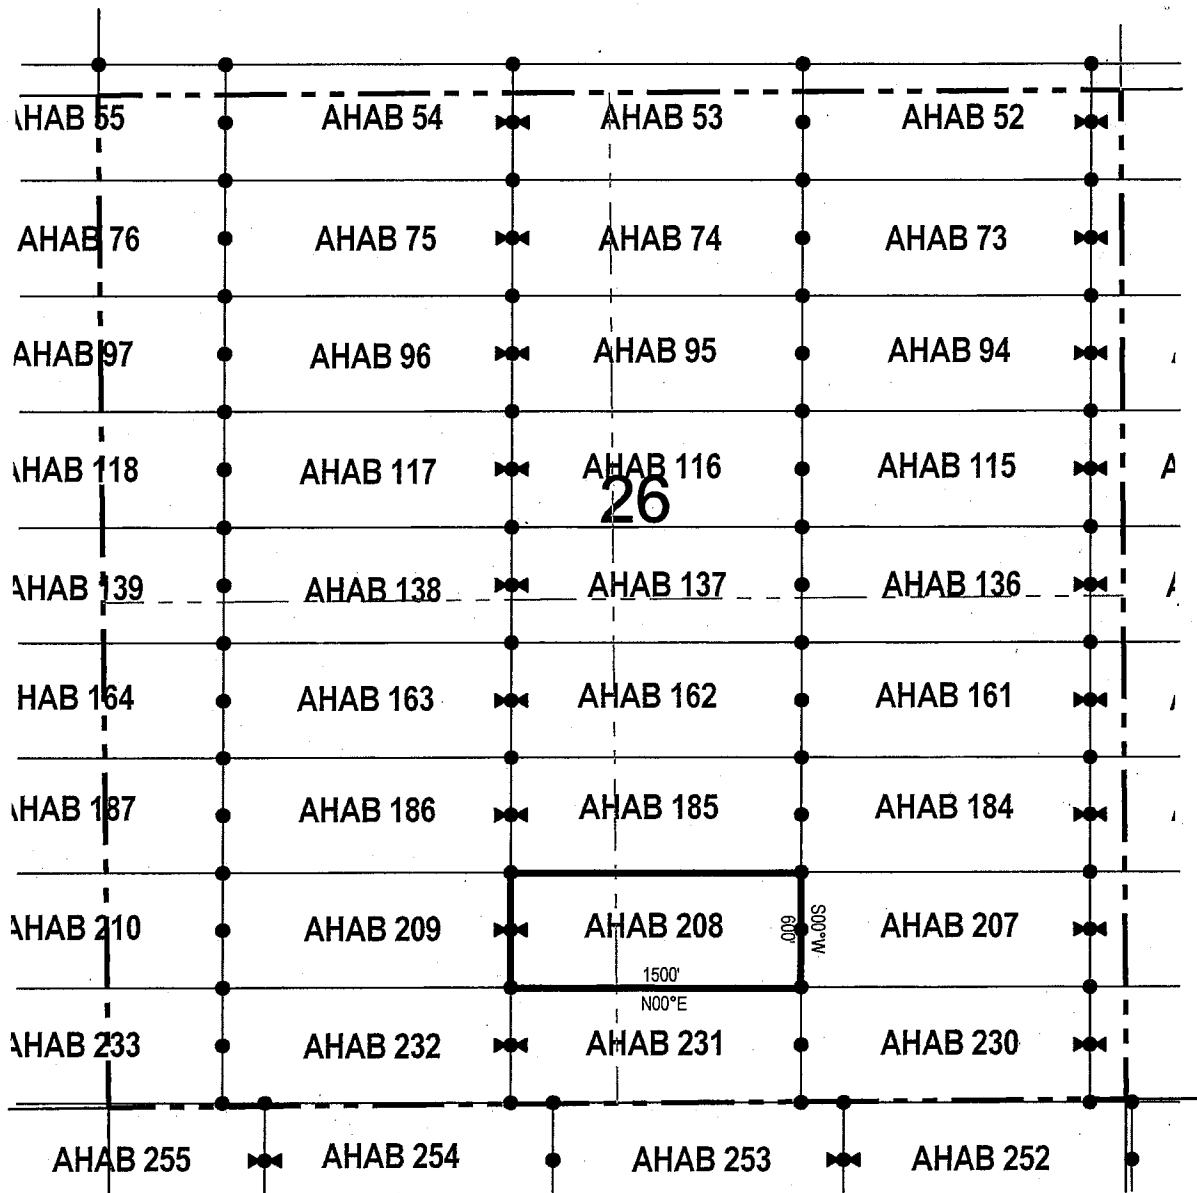 AHAB 55 AHAB 54 AHAB 53 AHAB 52
AHAB 76 AHAB 75 AHAB 74 AHAB 73
AHAB 97 AHAB 96 AHAB 95 AHAB 94
AHAB 118 AHAB 117 AHAB 116 AHAB 115 A
26
AHAB 139 AHAB 138 AHAB 137 AHAB 136
HAB 164 AHAB 163 AHAB 162 AHAB 161
AHAB 187 AHAB 186 AHAB 185 AHAB 184
AHAB 210 AHAB 209 AHAB 208 600' S00°W AHAB 207
1500'
N00°E
AHAB 233 AHAB 232 AHAB 231 AHAB 230
AHAB 255 AHAB 254 AHAB 253 AHAB 252